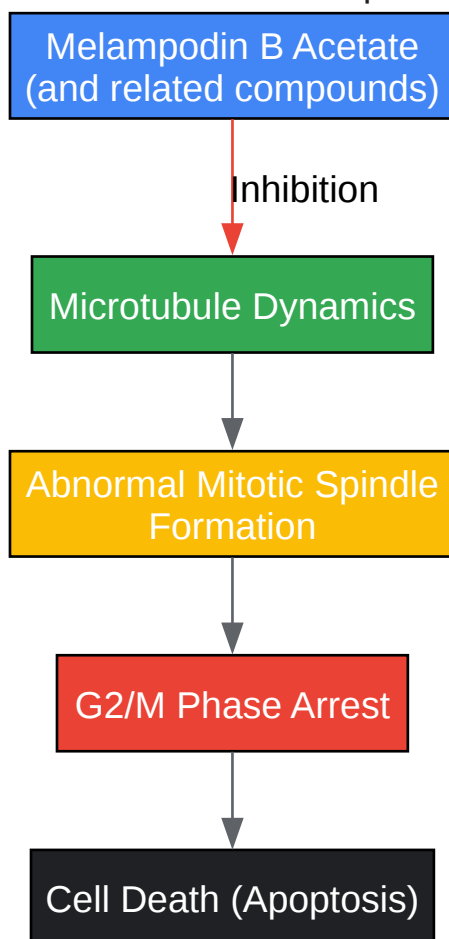 Melampodin B Acetate
(and related compounds)
Inhibition
Microtubule Dynamics
Abnormal Mitotic Spindle
Formation
G2/M Phase Arrest
Cell Death (Apoptosis)